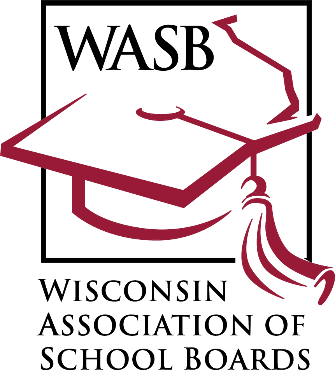 WASB
WISCONSIN
ASSOCIATION OF
SCHOOL BOARDS